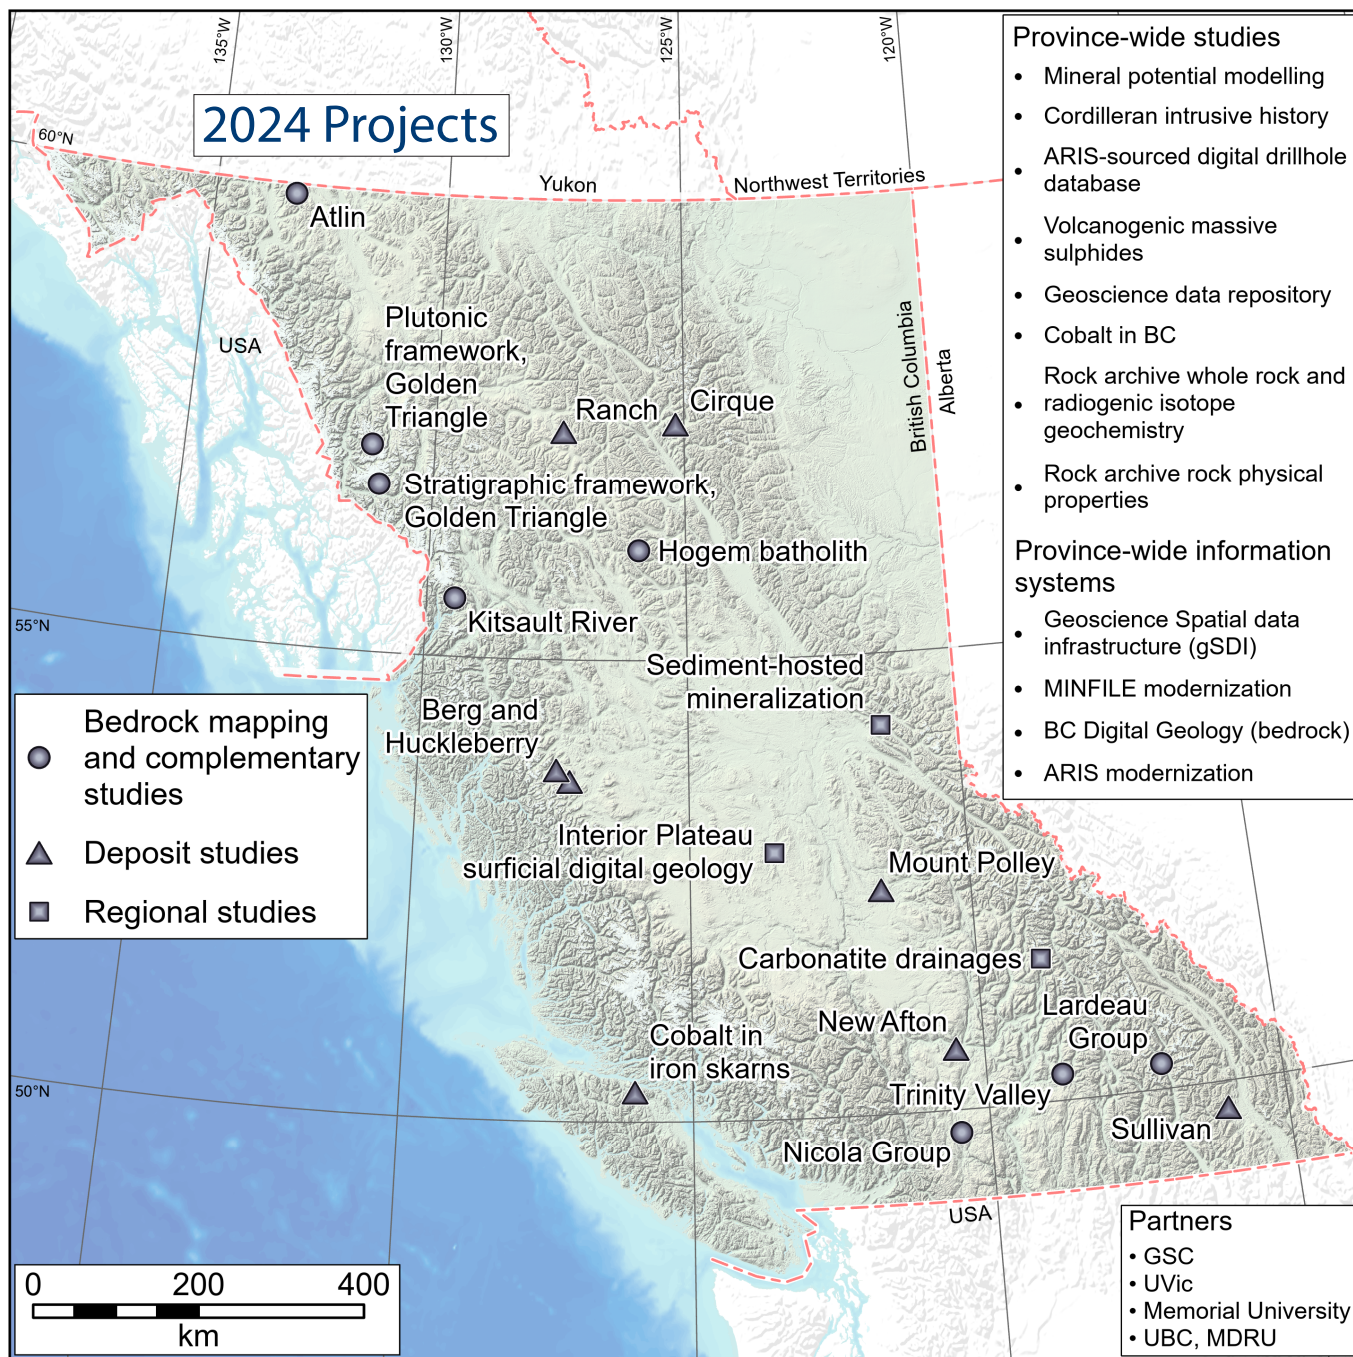 135°W
130°W
125°W
120°W
2024 Projects
60°N
Yukon
Northwest Territories
Atlin
USA
Plutonic
framework,
Golden
Triangle
Ranch
Cirque
British Columbia
Alberta
Stratigraphic framework,
Golden Triangle
Hogem batholith
Kitsault River
55°N
Sediment-hosted
mineralization
Berg and
Huckleberry
Interior Plateau
surficial digital geology
Mount Polley
Carbonatite drainages
Lardeau
Group
New Afton
Cobalt in
iron skarns
Trinity Valley
Sullivan
Nicola Group
50°N
USA
Bedrock mapping
and complementary
studies
Deposit studies
Regional studies
0 200 400
km
Province-wide studies
• Mineral potential modelling
• Cordilleran intrusive history
• ARIS-sourced digital drillhole
database
• Volcanogenic massive
sulphides
• Geoscience data repository
• Cobalt in BC
• Rock archive whole rock and
radiogenic isotope
geochemistry
• Rock archive rock physical
properties
Province-wide information
systems
• Geoscience Spatial data
infrastructure (gSDI)
• MINFILE modernization
• BC Digital Geology (bedrock)
• ARIS modernization
Partners
• GSC
• UVic
• Memorial University
• UBC, MDRU